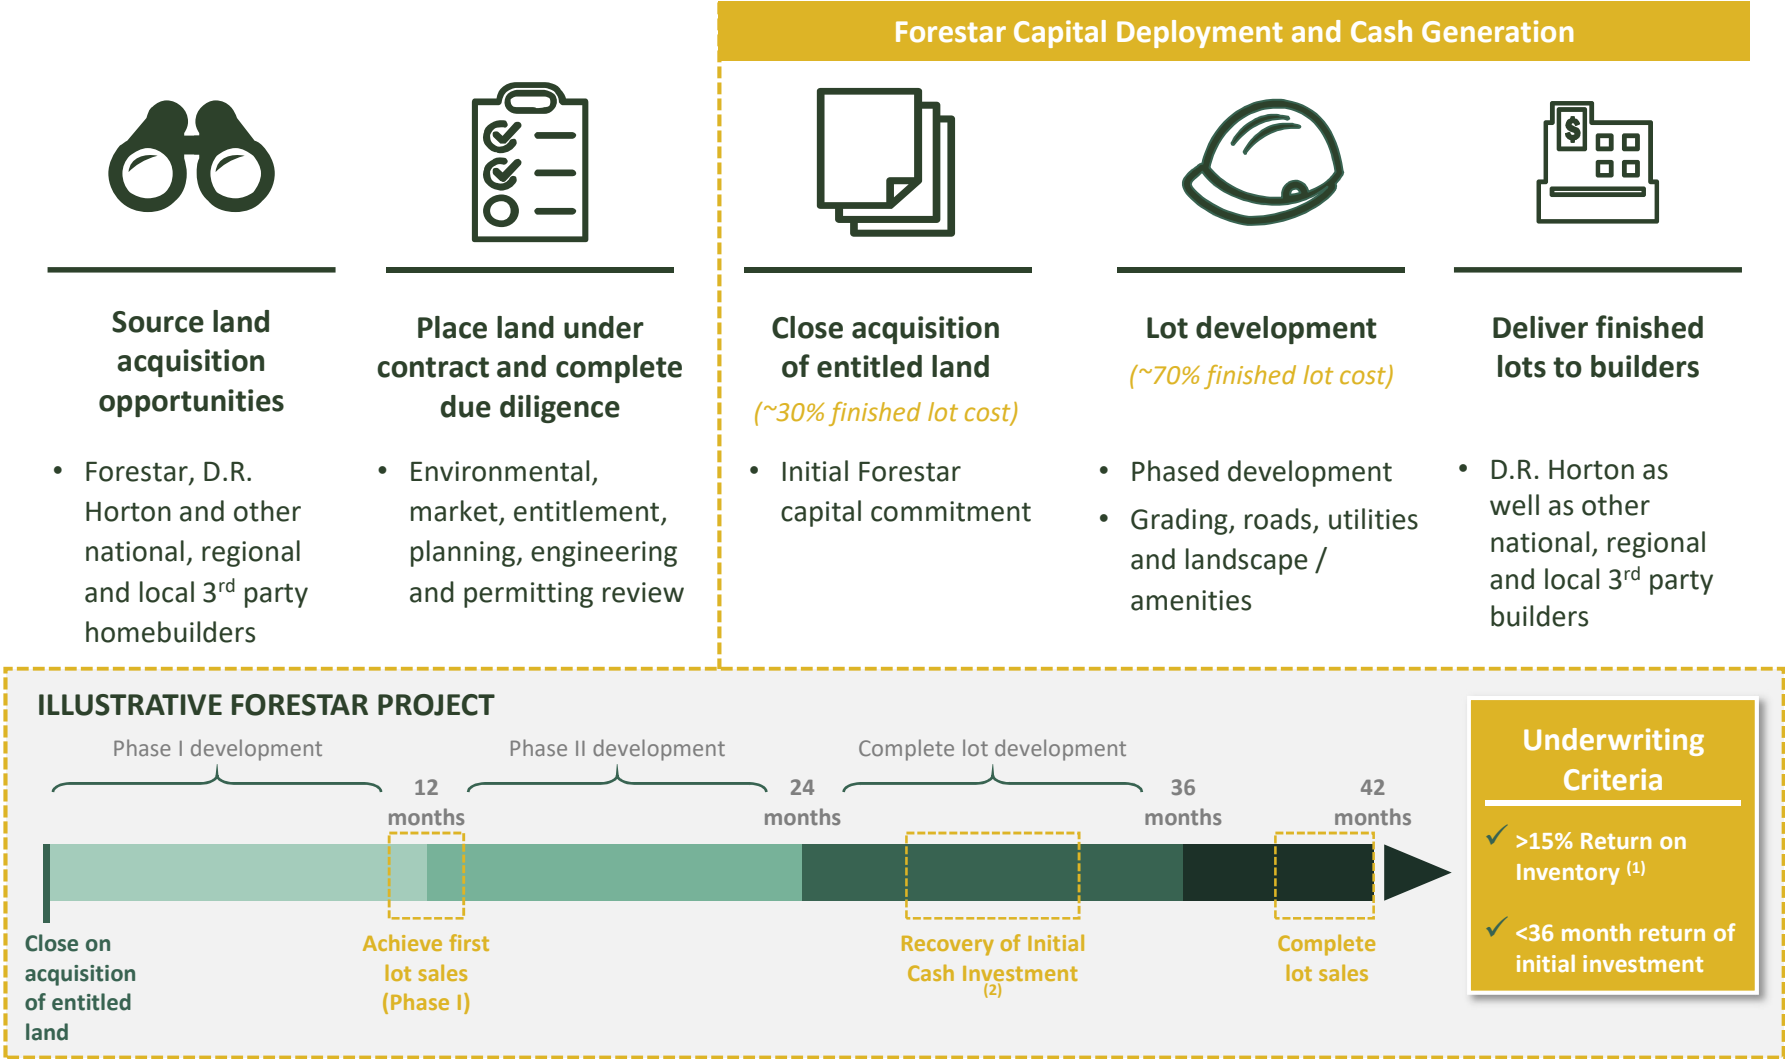 Forestar Capital Deployment and Cash Generation
$
Source land
acquisition
opportunities
• Forestar, D.R.
Horton and other
national, regional
and local 3rd party
homebuilders
Place land under
contract and complete
due diligence
• Environmental,
market, entitlement,
planning, engineering
and permitting review
Close acquisition
of entitled land
(~30% finished lot cost)
• Initial Forestar
capital commitment
Lot development
(~70% finished lot cost)
• Phased development
• Grading, roads, utilities
and landscape /
amenities
Deliver finished
lots to builders
• D.R. Horton as
well as other
national, regional
and local 3rd party
builders
ILLUSTRATIVE FORESTAR PROJECT
Phase I development
Phase II development
Complete lot development
12
months
24
months
36
months
42
months
Close on
acquisition
of entitled
land
Achieve first
lot sales
(Phase I)
Recovery of Initial
Cash Investment
(2)
Complete
lot sales
Underwriting
Criteria
✓ >15% Return on
Inventory (1)
✓ <36 month return of
initial investment